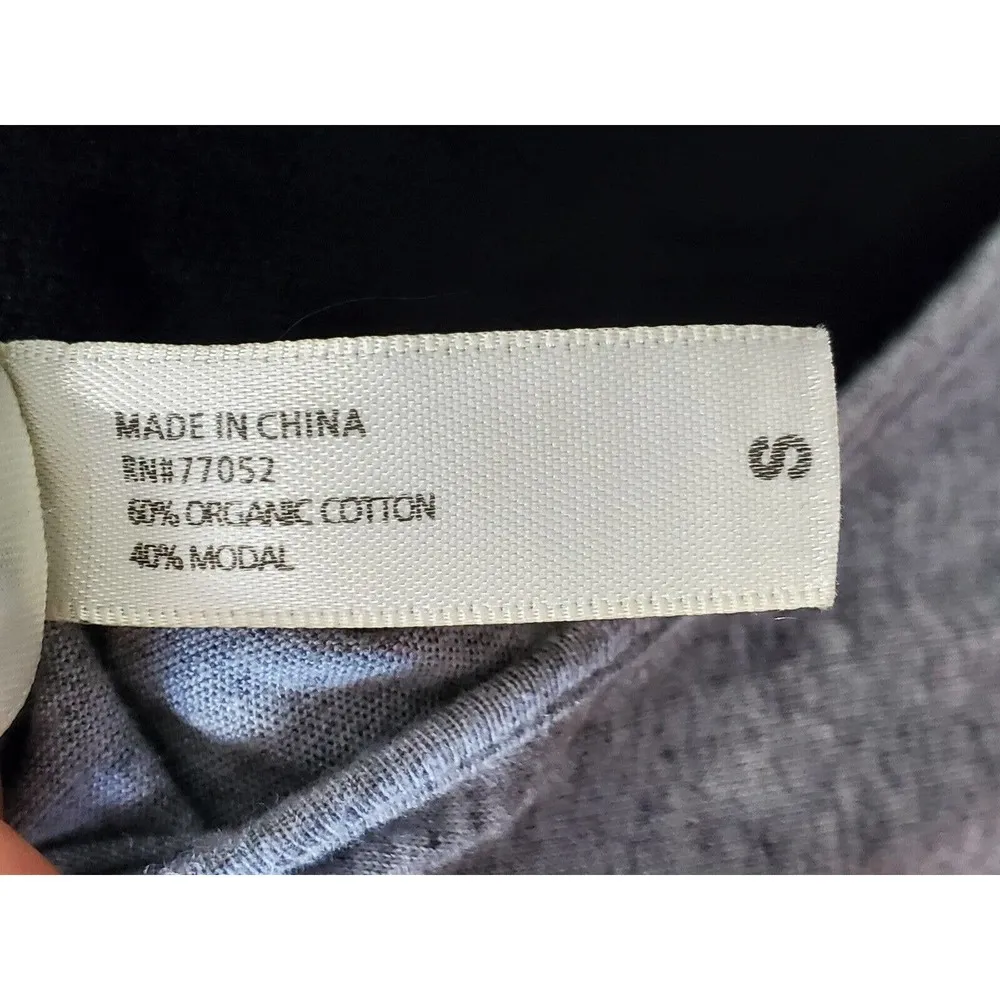 MADE IN CHINA
RN#77052
60% ORGANIC COTTON
40% MODAL
S